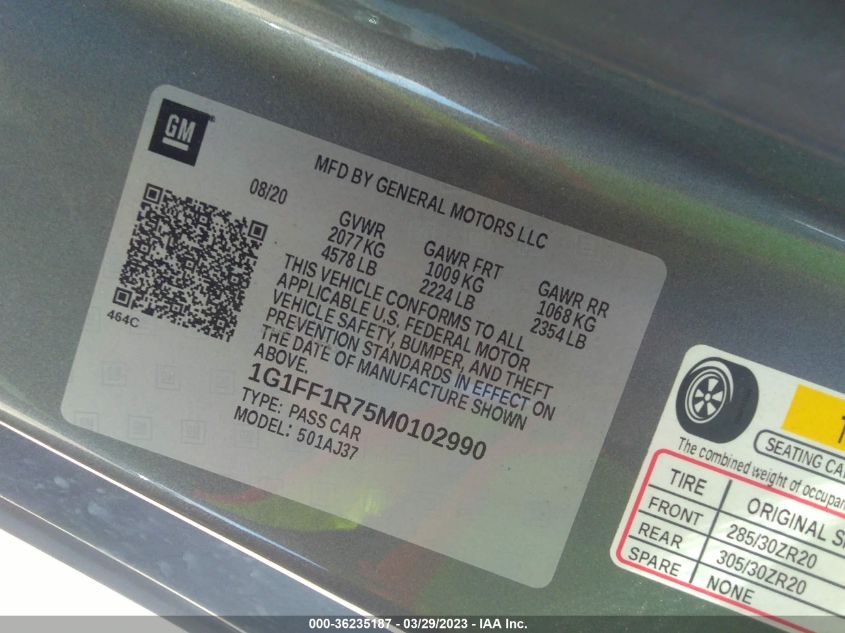 GM
MFD BY GENERAL MOTORS LLC
08/20
GVWR
2077 KG
4578 LB
GAWR FRT
1009 KG
2224 LB
GAWR RR
1068 KG
2354 LB
THIS VEHICLE CONFORMS TO ALL
APPLICABLE U.S. FEDERAL MOTOR
VEHICLE SAFETY, BUMPER, AND THEFT
PREVENTION STANDARDS IN EFFECT ON
THE DATE OF MANUFACTURE SHOWN
ABOVE.
1G1FF1R75M0102990
TYPE: PASS CAR
MODEL: 501AJ37
464C
SEATING CA
The combined weight of occupan
TIRE ORIGINAL S
FRONT 285/30ZR20
REAR 305/30ZR20
SPARE NONE
000-36235187 - 03/29/2023 - IAA Inc.